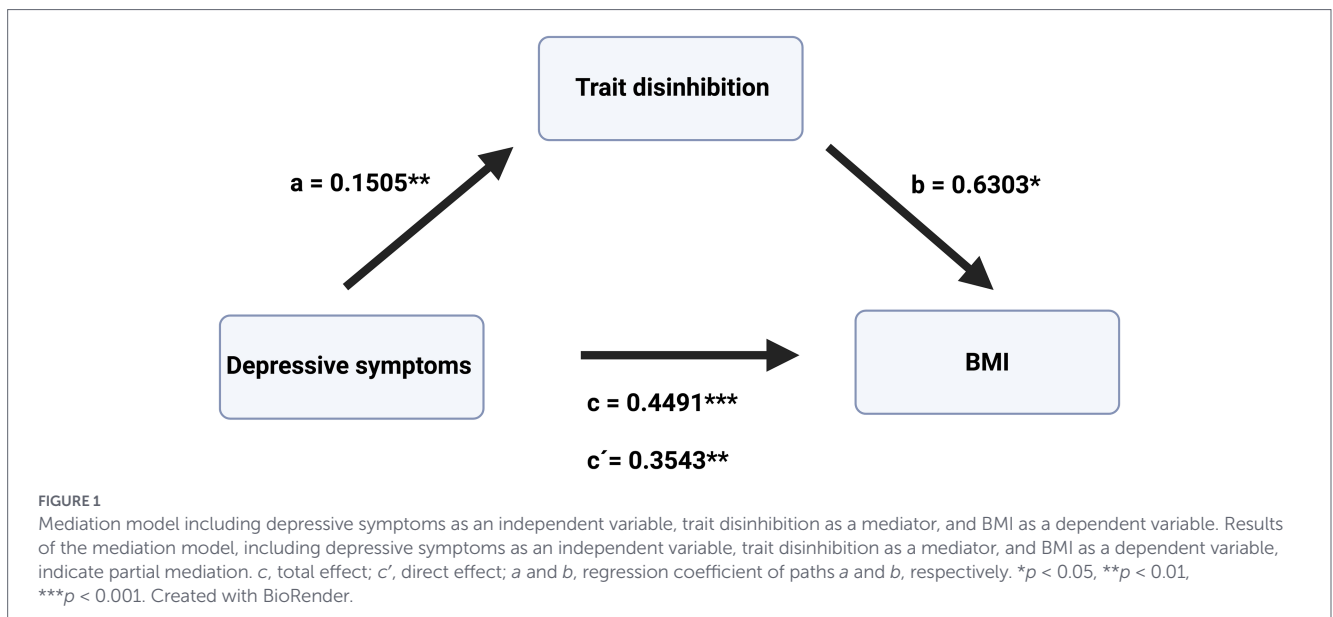 Trait disinhibition
a = 0.1505**
b = 0.6303*
Depressive symptoms
BMI
c = 0.4491***
c´= 0.3543**
FIGURE 1
Mediation model including depressive symptoms as an independent variable, trait disinhibition as a mediator, and BMI as a dependent variable. Results
of the mediation model, including depressive symptoms as an independent variable, trait disinhibition as a mediator, and BMI as a dependent variable,
indicate partial mediation. c, total effect; c′, direct effect; a and b, regression coefficient of paths a and b, respectively. *p < 0.05, **p < 0.01,
***p < 0.001. Created with BioRender.